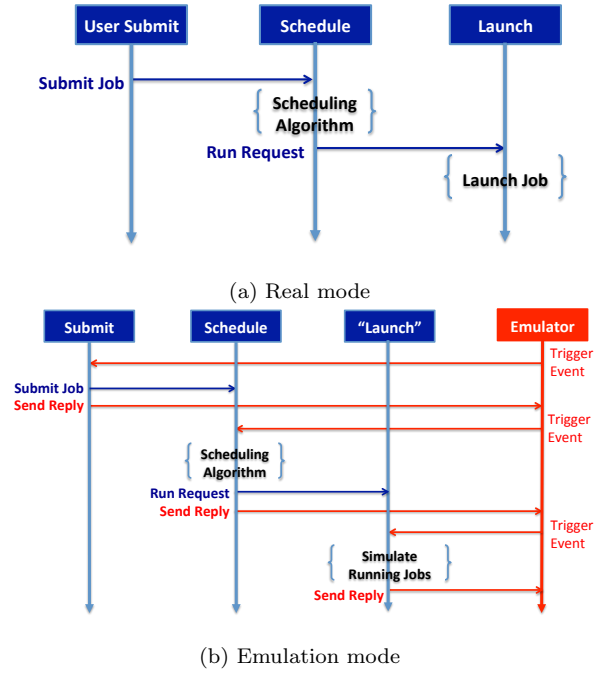 User Submit Schedule Launch
Submit Job
Scheduling
Algorithm
Run Request
Launch Job
(a) Real mode
Submit Schedule “Launch” Emulator
Trigger
Event
Submit Job
Send Reply
Trigger
Event
Scheduling
Algorithm
Run Request
Send Reply
Trigger
Event
Simulate
Running Jobs
Send Reply
(b) Emulation mode